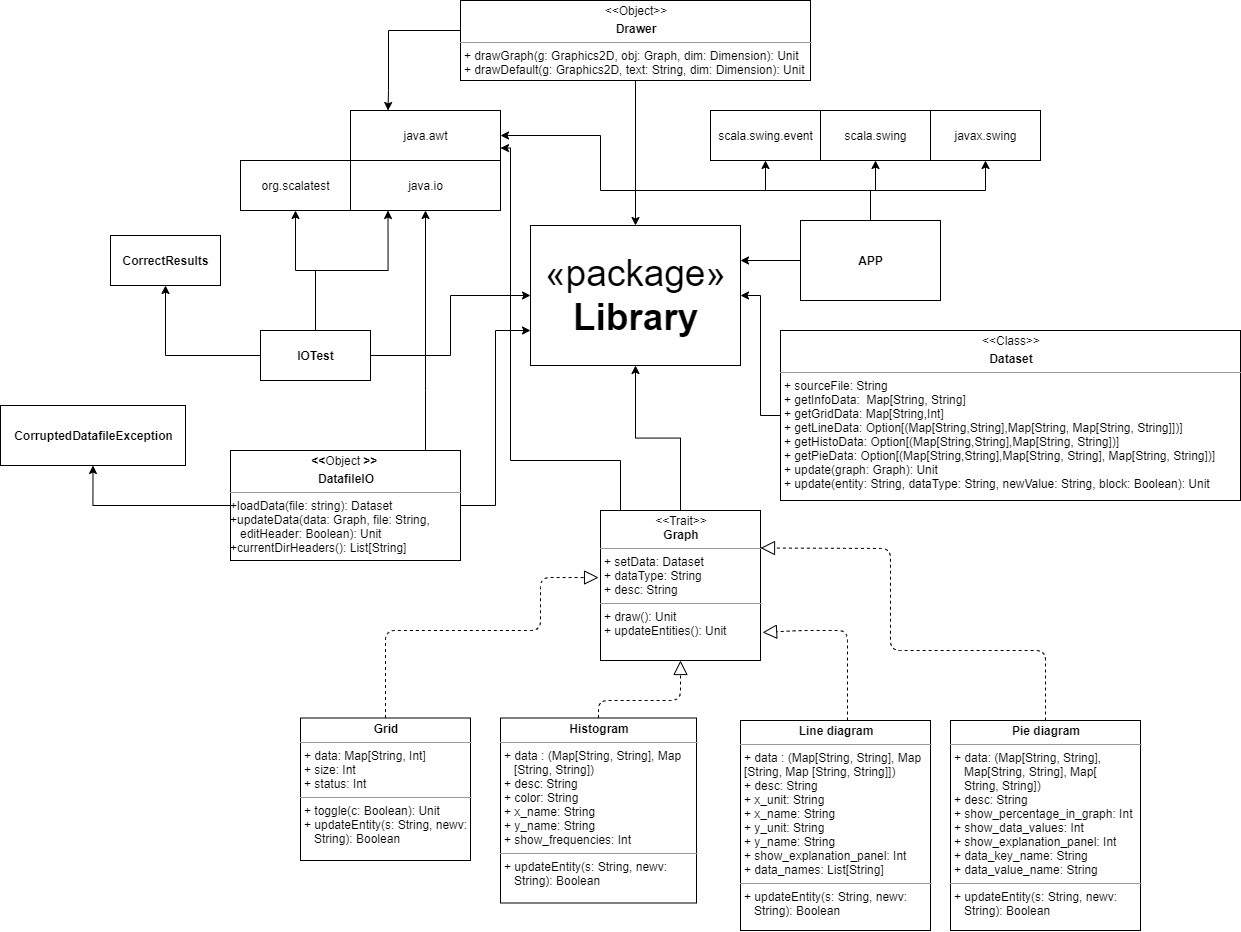 <<Object>>
Drawer
+ drawGraph(g: Graphics2D, obj: Graph, dim: Dimension): Unit
+ drawDefault(g: Graphics2D, text: String, dim: Dimension): Unit
java.awt
org.scalatest
java.io
scala.swing.event
scala.swing
javax.swing
CorrectResults
«package»
Library
APP
IOTest
<<Class>>
Dataset
+ sourceFile: String
+ getInfoData:  Map[String, String]
+ getGridData: Map[String,Int]
+ getLineData: Option[(Map[String,String],Map[String, Map[String, String]])]
+ getHistoData: Option[(Map[String,String],Map[String, String])]
+ getPieData: Option[(Map[String,String],Map[String, String], Map[String, String])]
+ update(graph: Graph): Unit
+ update(entity: String, dataType: String, newValue: String, block: Boolean): Unit
CorruptedDatafileException
<<Object >>
DatafileIO
+loadData(file: string): Dataset
+updateData(data: Graph, file: String,
editHeader: Boolean): Unit
+currentDirHeaders(): List[String]
<<Trait>>
Graph
+ setData: Dataset
+ dataType: String
+ desc: String
+ draw(): Unit
+ updateEntities(): Unit
Grid
+ data: Map[String, Int]
+ size: Int
+ status: Int
+ toggle(c: Boolean): Unit
+ updateEntity(s: String, newv:
String): Boolean
Histogram
+ data : (Map[String, String], Map
[String, String])
+ desc: String
+ color: String
+ x_name: String
+ y_name: String
+ show_frequencies: Int
+ updateEntity(s: String, newv:
String): Boolean
Line diagram
+ data : (Map[String, String], Map
[String, Map [String, String]])
+ desc: String
+ x_unit: String
+ x_name: String
+ y_unit: String
+ y_name: String
+ show_explanation_panel: Int
+ data_names: List[String]
+ updateEntity(s: String, newv:
String): Boolean
Pie diagram
+ data: (Map[String, String],
Map[String, String], Map[
String, String])
+ desc: String
+ show_percentage_in_graph: Int
+ show_data_values: Int
+ show_explanation_panel: Int
+ data_key_name: String
+ data_value_name: String
+ updateEntity(s: String, newv:
String): Boolean